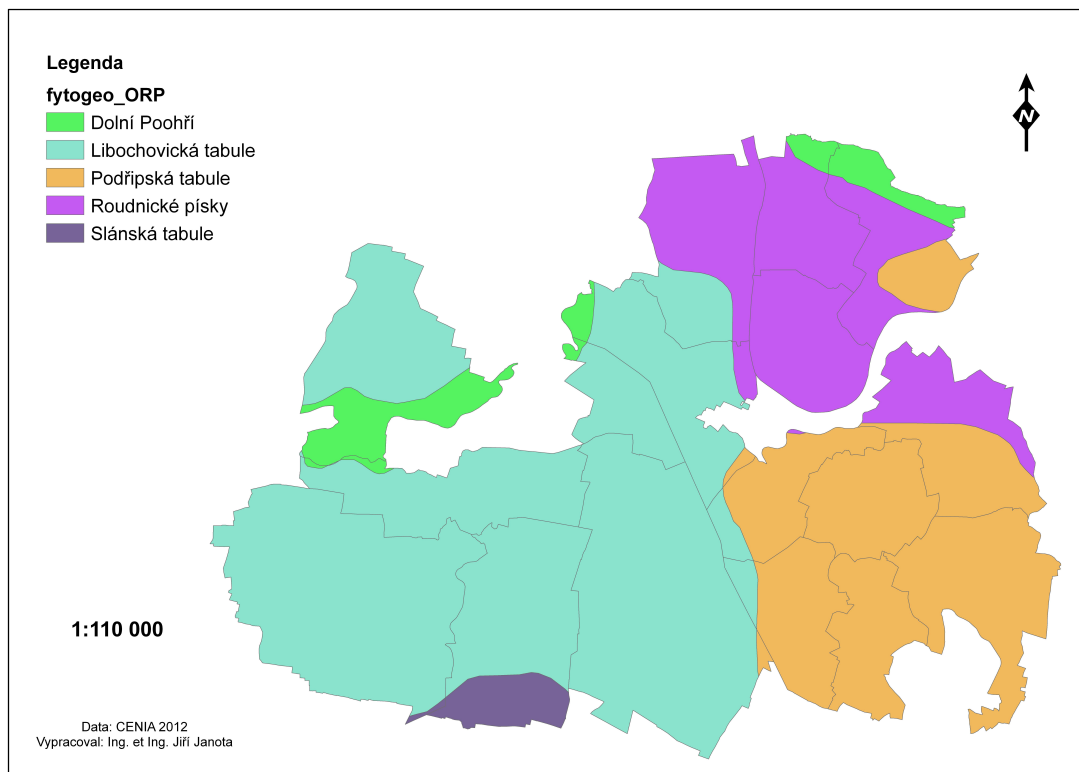 Legenda
fytogeo_ORP
Dolní Poohří
Libochovická tabule
Podřipská tabule
Roudnické písky
Slánská tabule
N
1:110 000
Data: CENIA 2012
Vypracoval: Ing. et Ing. Jiří Janota